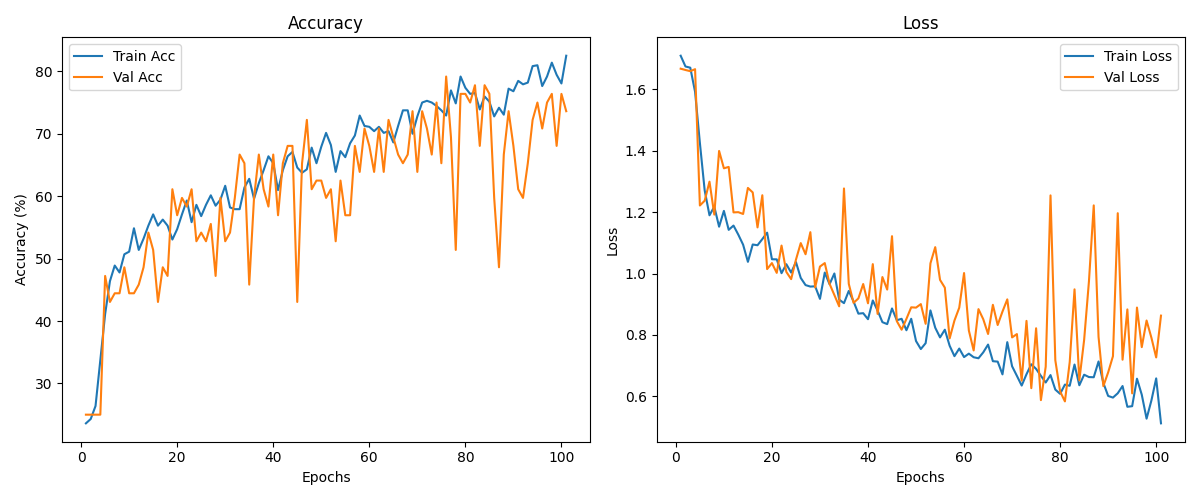 Accuracy
Train Acc
Val Acc
Accuracy (%)
80
70
60
50
40
30
0 20 40 60 80 100
Epochs
Loss
Train Loss
Val Loss
Loss
1.6
1.4
1.2
1.0
0.8
0.6
0 20 40 60 80 100
Epochs